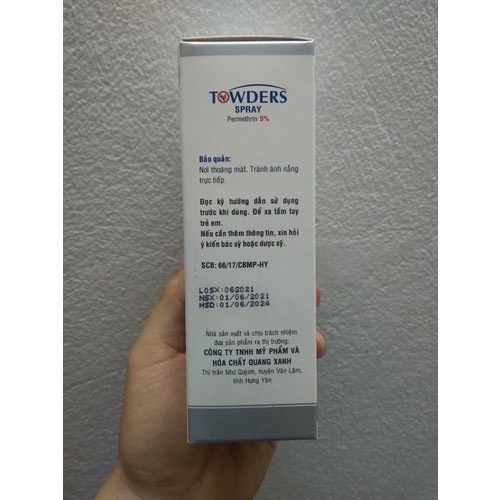 TOWDERS
SPRAY
Permethrin 5%
Bảo quản:
Nơi thoáng mát. Tránh ánh nắng
trực tiếp.
Đọc kỹ hướng dẫn sử dụng
trước khi dùng. Để xa tầm tay
trẻ em.
Nếu cần thêm thông tin, xin hỏi
ý kiến bác sỹ hoặc dược sỹ.
SCB: 66/17/CBMP-HY
LOSX:062021
NSX:01/06/2021
HSD:01/06/2024
Nhà sản xuất và chịu trách nhiệm
đưa sản phẩm ra thị trường:
CÔNG TY TNHH MỸ PHẨM VÀ
HÓA CHẤT QUANG XANH
Thị trấn Như Quỳnh, huyện Văn Lâm,
tỉnh Hưng Yên